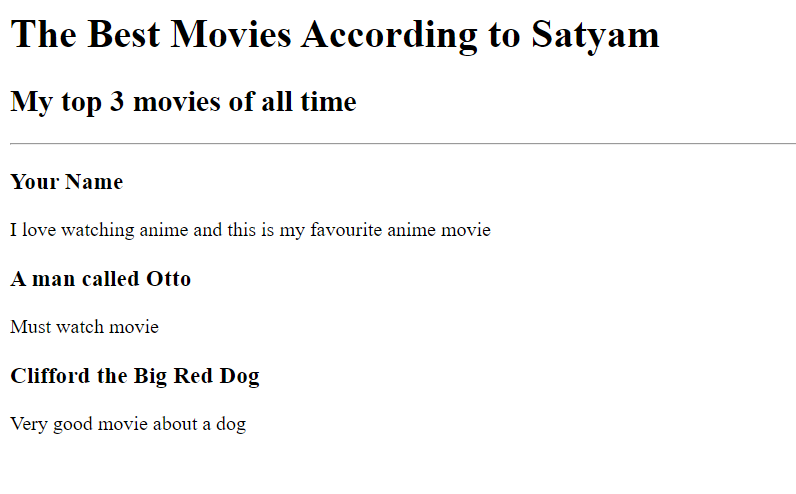 The Best Movies According to Satyam
My top 3 movies of all time
Your Name
I love watching anime and this is my favourite anime movie
A man called Otto
Must watch movie
Clifford the Big Red Dog
Very good movie about a dog